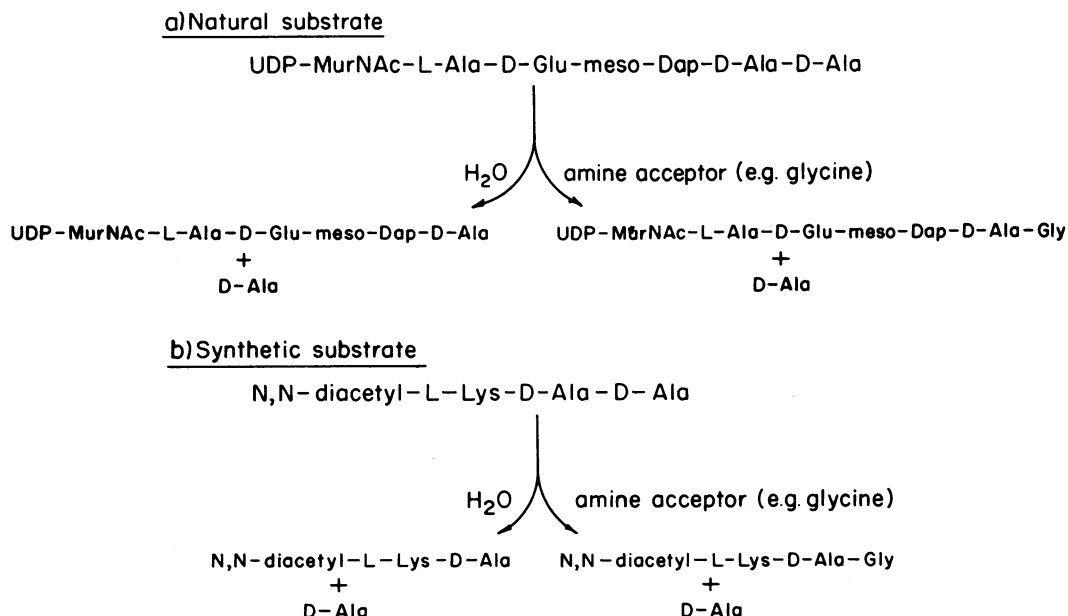 a) Natural substrate
UDP-MurNAc-L-Ala-D-Glu-meso-Dap-D-Ala-D-Ala
H2O
amine acceptor (e.g. glycine)
UDP-MurNAc-L-Ala-D-Glu-meso-Dap-D-Ala
+
D-Ala
UDP-MurNAc-L-Ala-D-Glu-meso-Dap-D-Ala-Gly
+
D-Ala
b) Synthetic substrate
N,N-diacetyl-L-Lys-D-Ala-D-Ala
H2O
amine acceptor (e.g. glycine)
N,N-diacetyl-L-Lys-D-Ala
+
D-Ala
N,N-diacetyl-L-Lys-D-Ala-Gly
+
D-Ala